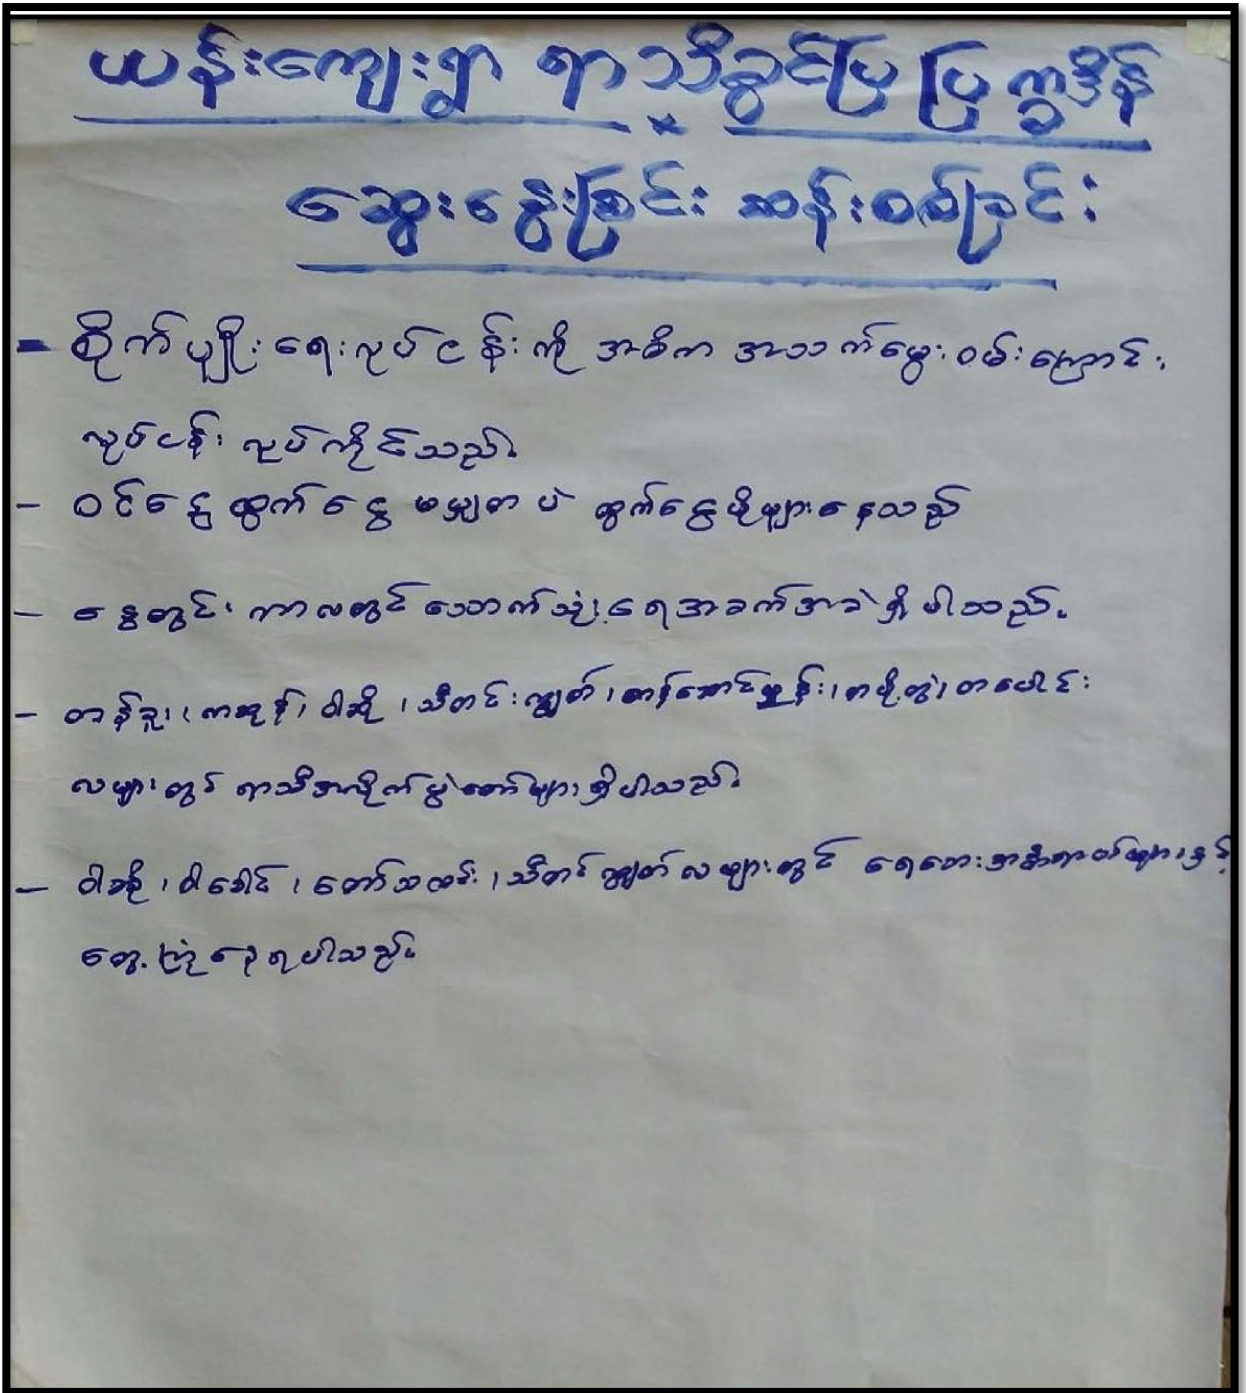 ယန်းကျေးရွာ ရာသီခွင်ပြ ပြက္ခဒိန်
ဆွေးနွေးခြင်း ဆန်းစစ်ခြင်း
- စိုက်ပျိုးရေးလုပ်ငန်းကို အဓိက အသက်မွေးဝမ်းကြောင်း
လုပ်ငန်း လုပ်ကိုင်သည်။
- ဝင်ငွေထွက်ငွေ မမျှတပဲ ထွက်ငွေပိုများနေသည်
- နွေတွင်းကာလတွင် သောက်သုံးရေအခက်အခဲရှိပါသည်။
- တန်ခူး၊ ကဆုန်၊ ဝါဆို၊ သီတင်းကျွတ်၊ တန်ဆောင်မုန်း၊ တပို့တွဲ၊ တပေါင်း
လများတွင် ရာသီအလိုက်ပွဲတော်များရှိပါသည်။
- ဝါဆို၊ ဝါခေါင်၊ တော်သလင်း၊ သီတင်းကျွတ်လများတွင် ရေဘေးအန္တရာယ်များနှင့်
တွေ့ကြုံနေရပါသည်။